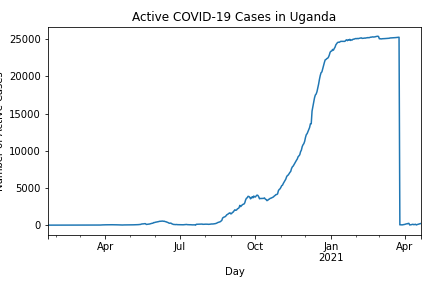 Active COVID-19 Cases in Uganda
25000
20000
15000
10000
5000
0
Number of Active Cases
Apr
Jul
Oct
Jan
2021
Apr
Day